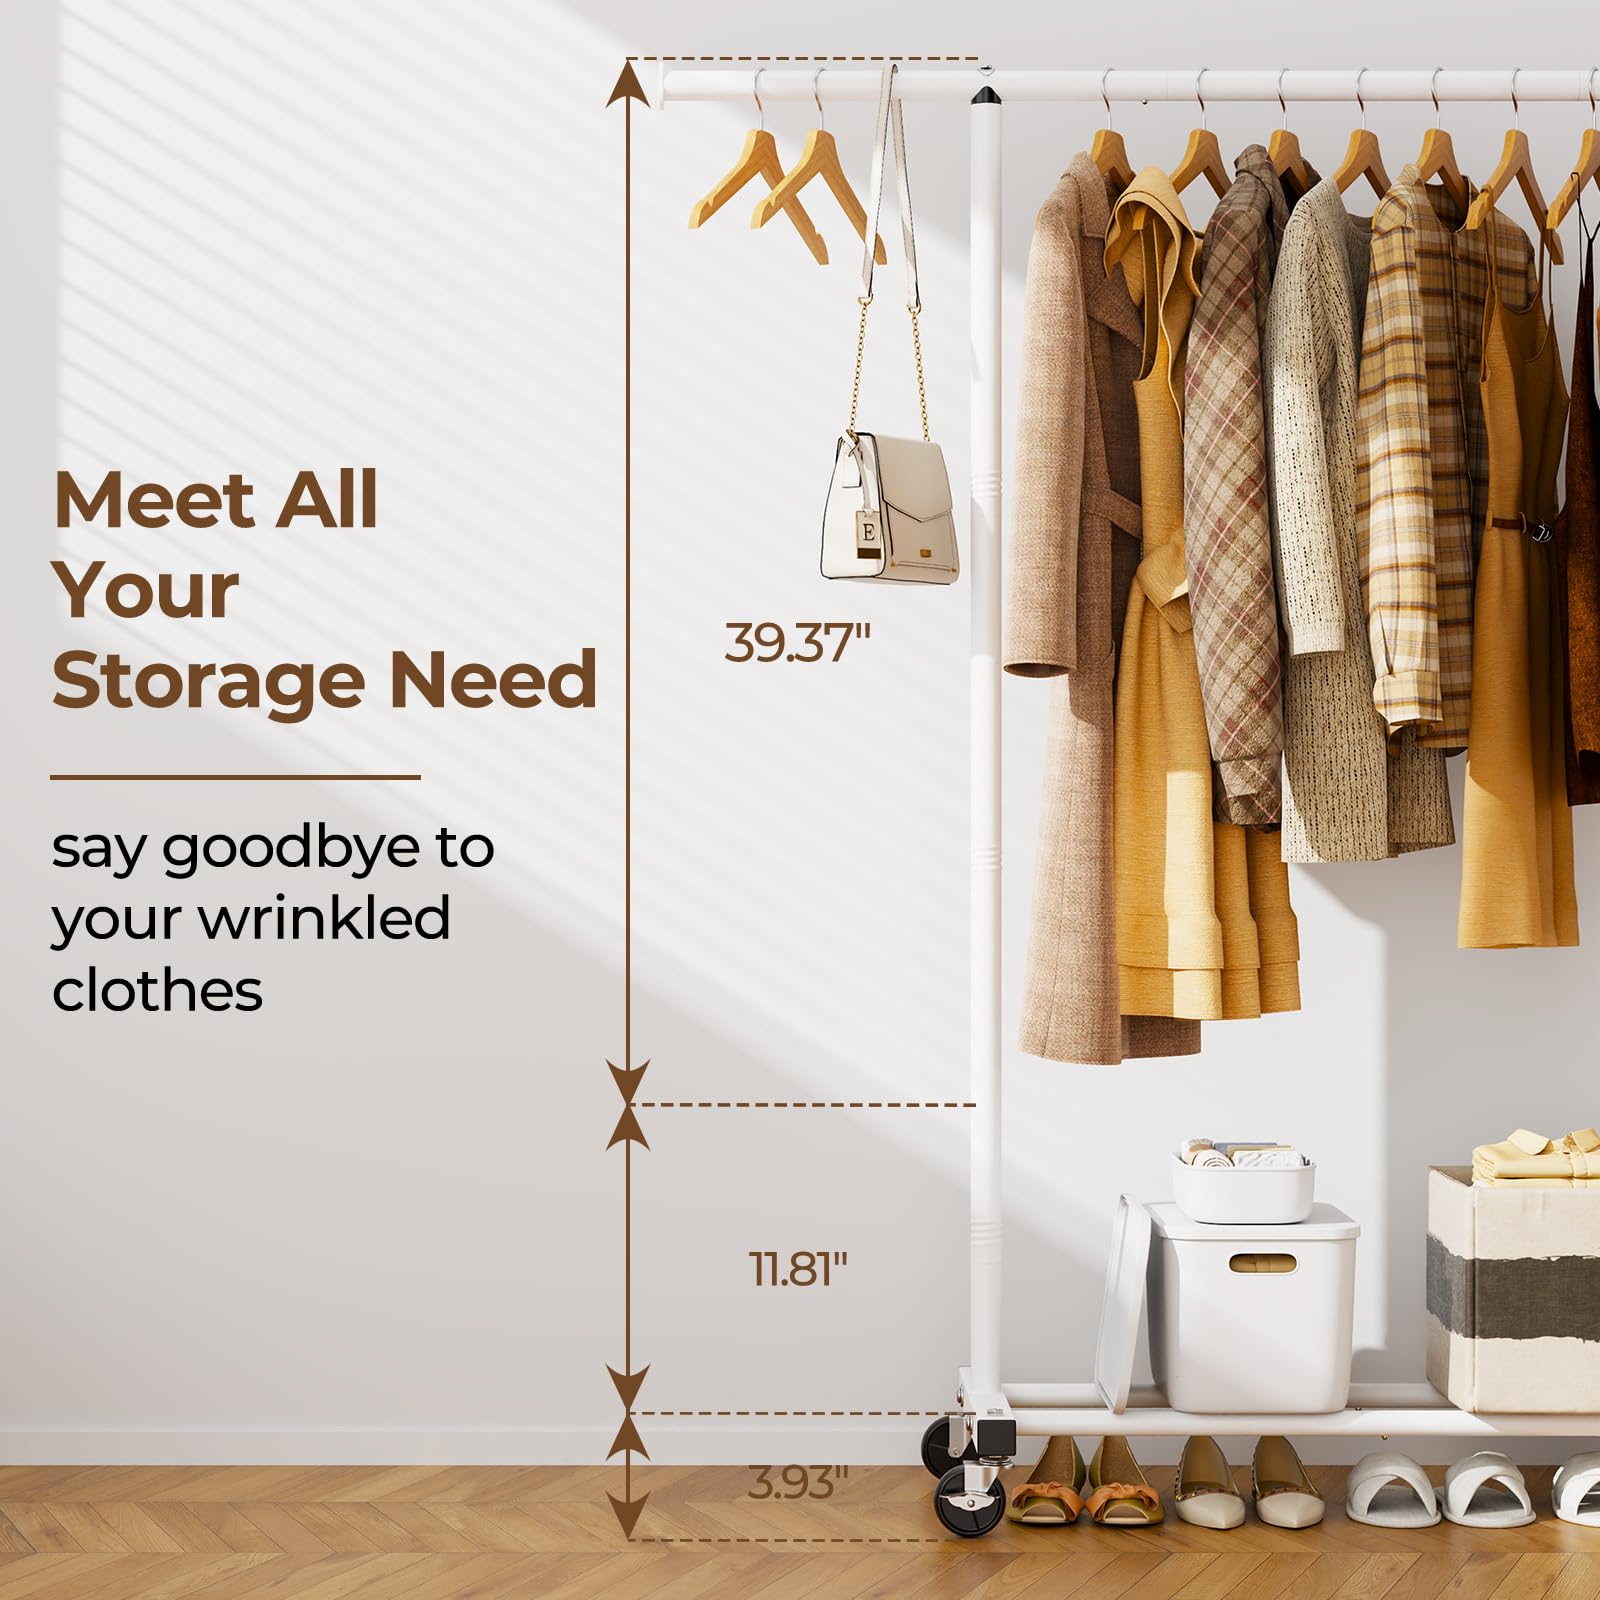 Meet All
Your
Storage Need
say goodbye to
your wrinkled
clothes
39.37"
11.81"
3.93"
E